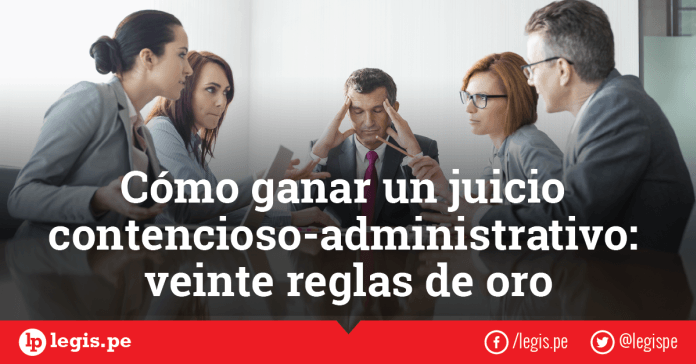 Cómo ganar un juicio
contencioso-administrativo:
veinte reglas de oro
lp legis.pe
/legis.pe
@legispe